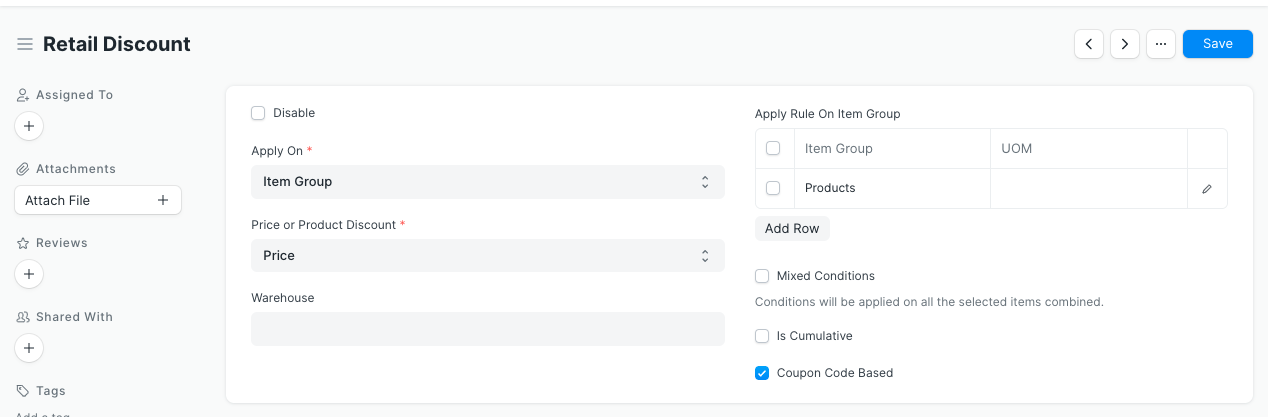 Retail Discount
Save
Assigned To
Attachments
Attach File
Reviews
Shared With
Tags
Add a tag
Disable
Apply On *
Item Group
Price or Product Discount *
Price
Warehouse
Apply Rule On Item Group
Item Group UOM
Products
Add Row
Mixed Conditions
Conditions will be applied on all the selected items combined.
Is Cumulative
Coupon Code Based